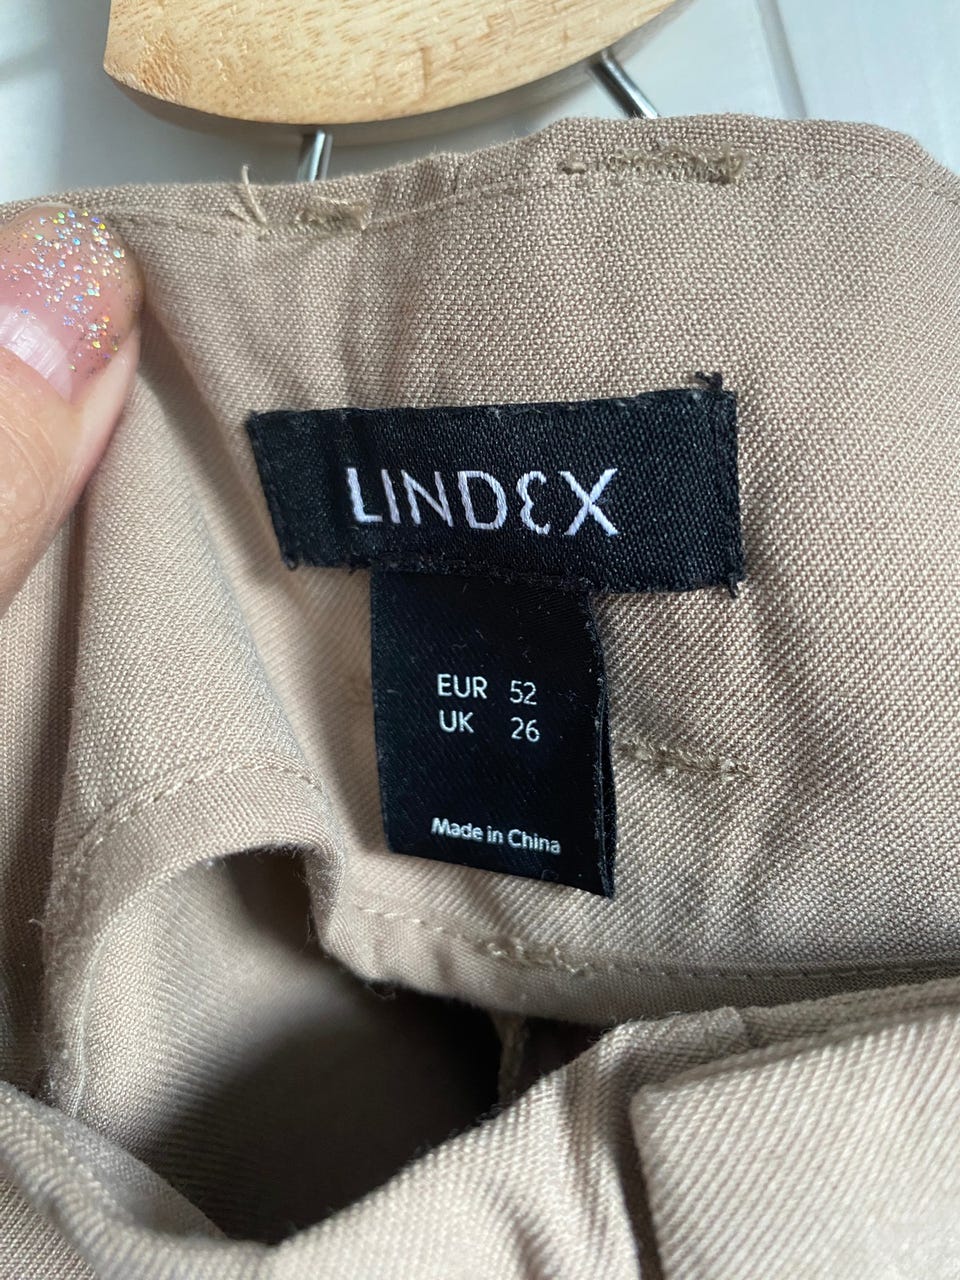 LINDEX
EUR 52
UK 26
Made in China